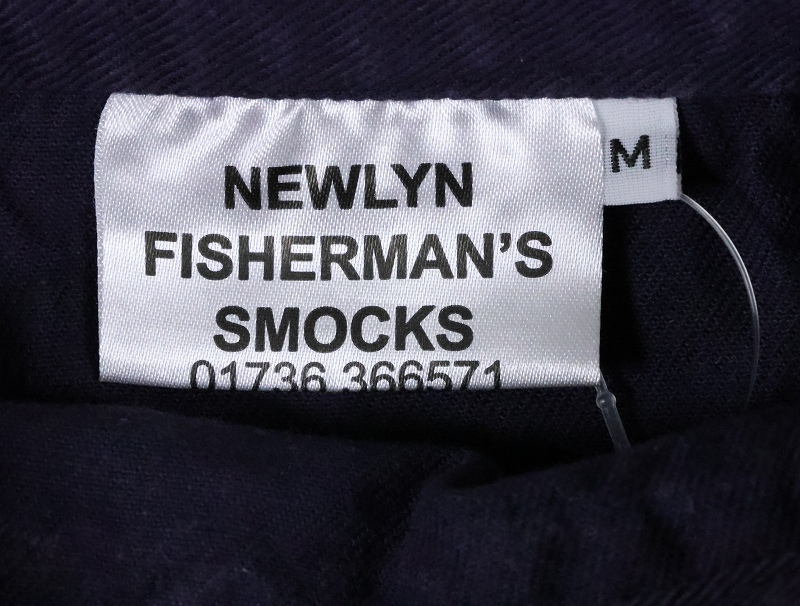 NEWLYN
FISHERMAN'S
SMOCKS
01736 366571
M